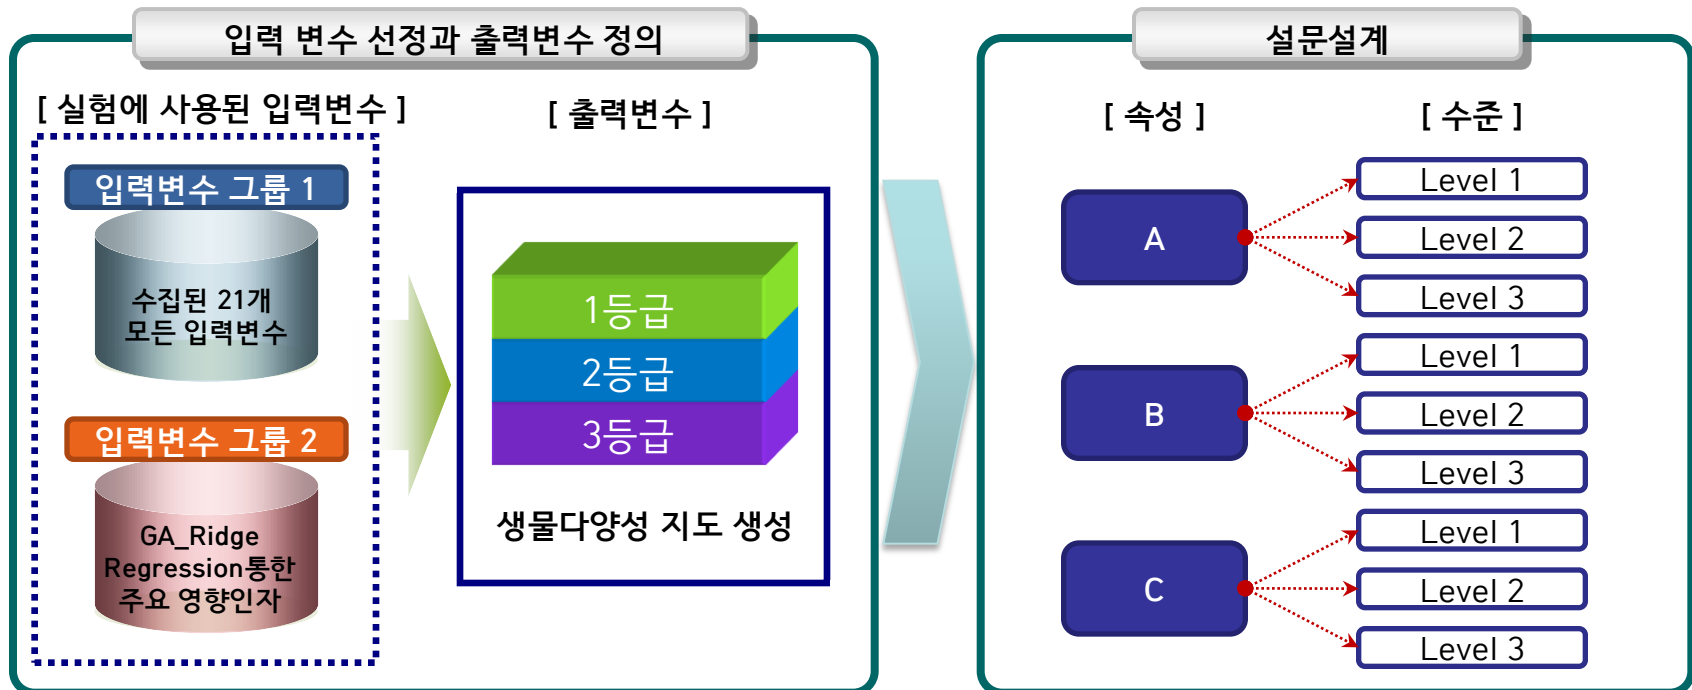 입력 변수 선정과 출력변수 정의
[ 실험에 사용된 입력변수 ]
입력변수 그룹 1
수집된 21개
모든 입력변수
입력변수 그룹 2
GA_Ridge
Regression통한
주요 영향인자
[ 출력변수 ]
1등급
2등급
3등급
생물다양성 지도 생성
설문설계
[ 속성 ]
[ 수준 ]
A
Level 1
Level 2
Level 3
B
Level 1
Level 2
Level 3
C
Level 1
Level 2
Level 3